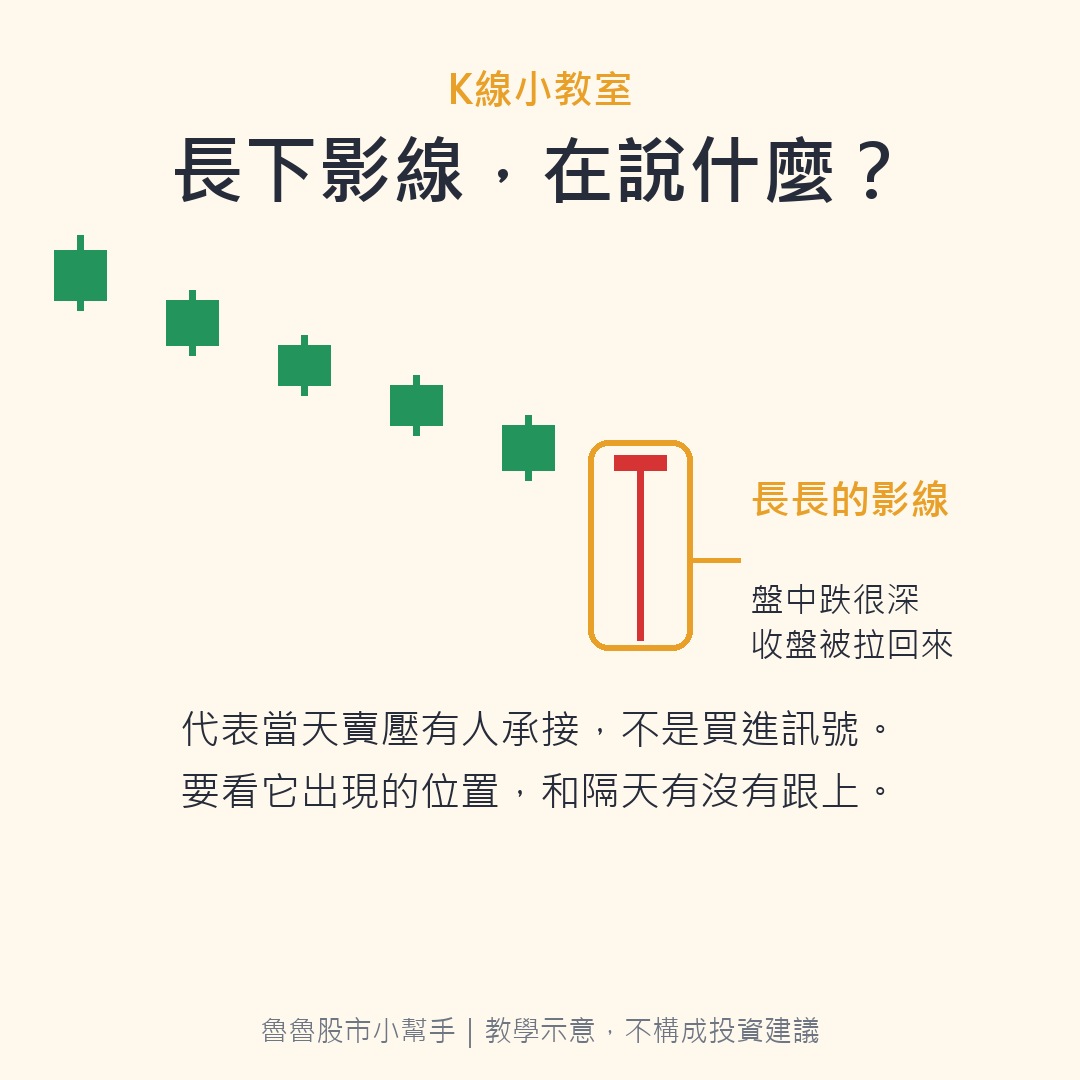 K線小教室
長下影線，在說什麼？
長長的影線
盤中跌很深
收盤被拉回來
代表當天賣壓有人承接，不是買進訊號。
要看它出現的位置，和隔天有沒有跟上。
魯魯股市小幫手｜教學示意，不構成投資建議